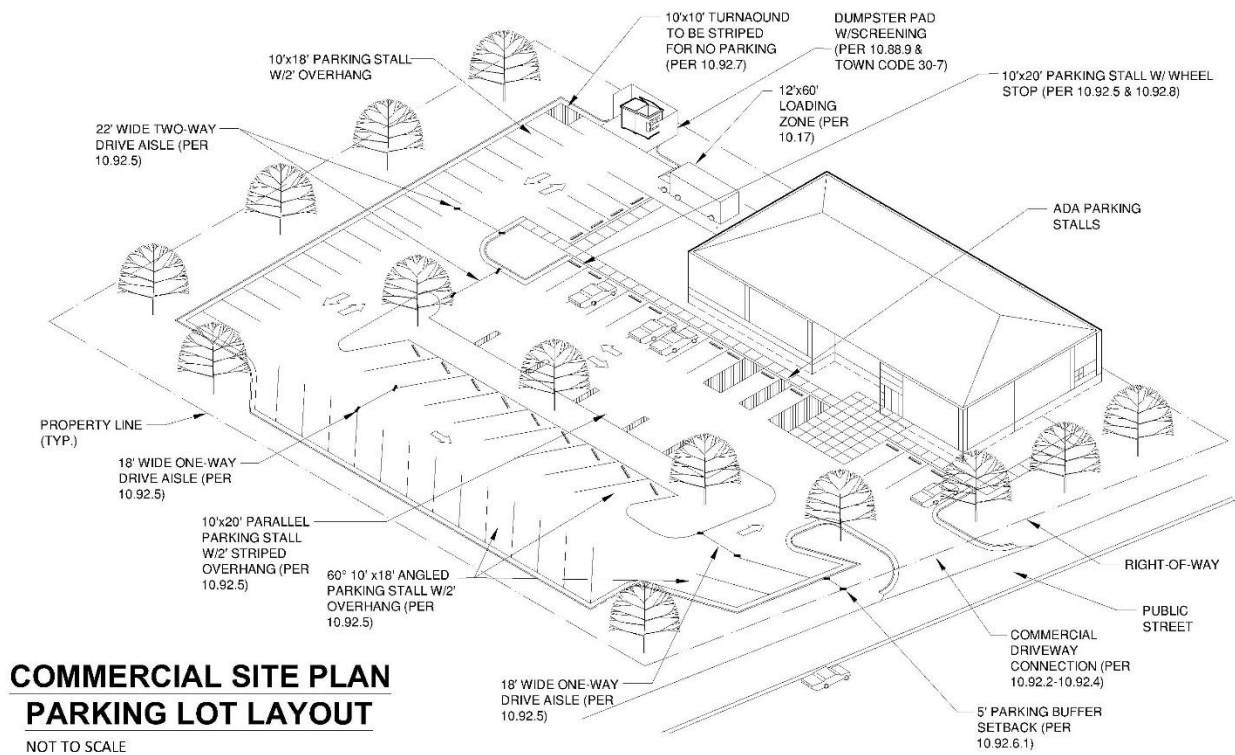 10'x10' TURNAROUND
TO BE STRIPED
FOR NO PARKING
(PER 10.92.7)
DUMPSTER PAD
W/SCREENING
(PER 10.88.9 &
TOWN CODE 30-7)
10'x18' PARKING STALL
W/2' OVERHANG
10'x20' PARKING STALL W/ WHEEL
STOP (PER 10.92.5 & 10.92.8)
12'x60'
LOADING
ZONE (PER
10.17)
22' WIDE TWO-WAY
DRIVE AISLE (PER
10.92.5)
ADA PARKING
STALLS
PROPERTY LINE
(TYP.)
18' WIDE ONE-WAY
DRIVE AISLE (PER
10.92.5)
10'x20' PARALLEL
PARKING STALL
W/2' STRIPED
OVERHANG (PER
10.92.5)
60° 10' x18' ANGLED
PARKING STALL W/2'
OVERHANG (PER
10.92.5)
RIGHT-OF-WAY
PUBLIC
STREET
COMMERCIAL
DRIVEWAY
CONNECTION (PER
10.92.2-10.92.4)
18' WIDE ONE-WAY
DRIVE AISLE (PER
10.92.5)
5' PARKING BUFFER
SETBACK (PER
10.92.6.1)
COMMERCIAL SITE PLAN
PARKING LOT LAYOUT
NOT TO SCALE